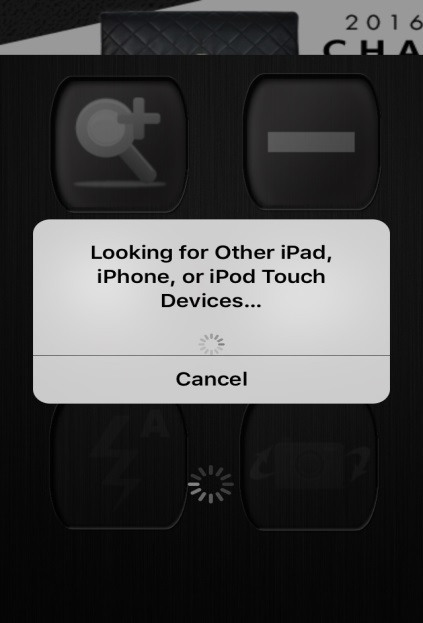 2016
CHA
Looking for Other iPad,
iPhone, or iPod Touch
Devices...
Cancel
A